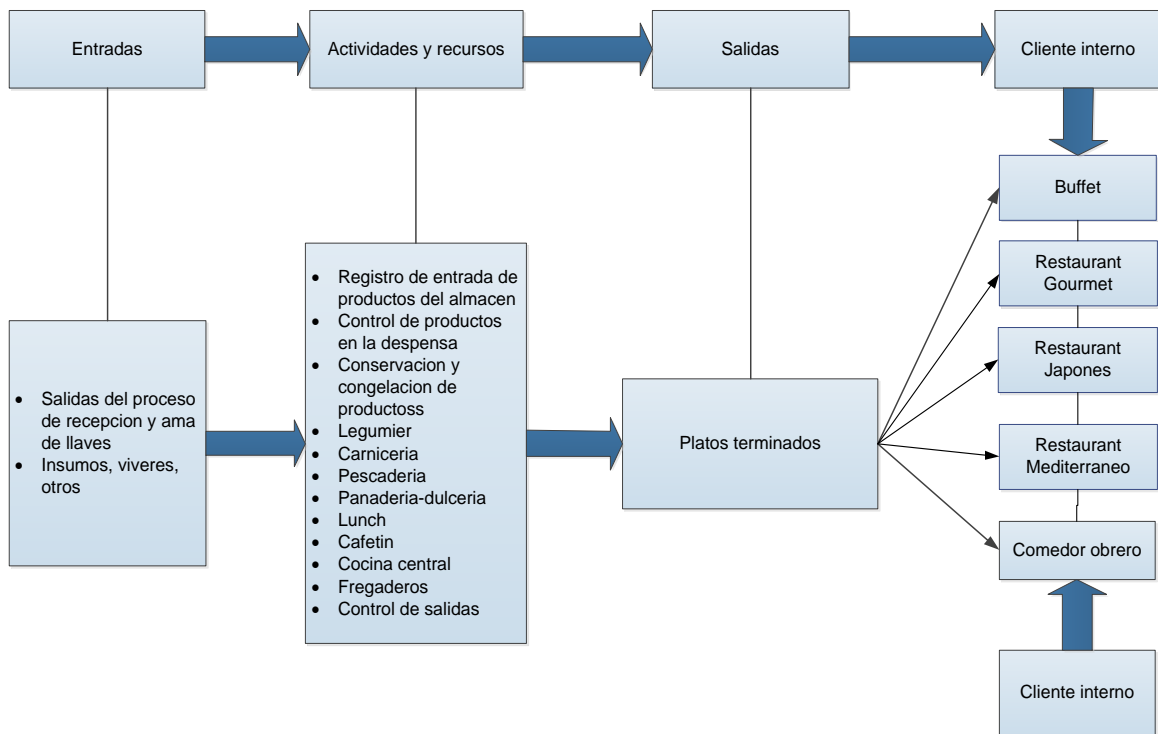 Entradas
Actividades y recursos
Salidas
Cliente interno
Buffet
Restaurant
Gourmet
Restaurant
Japones
Restaurant
Mediterraneo
Comedor obrero
Cliente interno
• Salidas del proceso
de recepcion y ama
de llaves
• Insumos, viveres,
otros
• Registro de entrada de
productos del almacen
• Control de productos
en la despensa
• Conservacion y
congelacion de
productoss
• Legumier
• Carniceria
• Pescaderia
• Panaderia-dulceria
• Lunch
• Cafetin
• Cocina central
• Fregaderos
• Control de salidas
Platos terminados